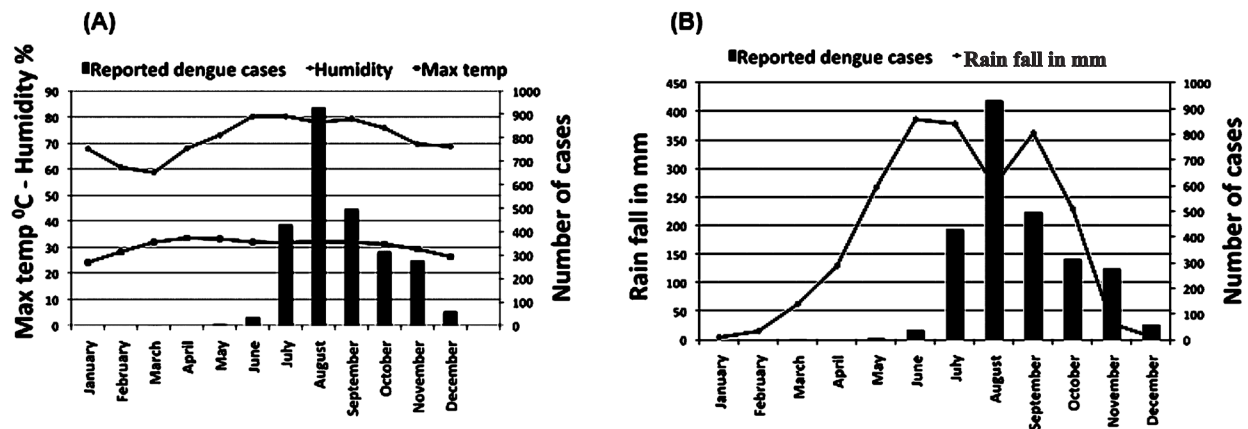 (A)
Reported dengue cases Humidity Max temp
Max temp ⁰C - Humidity %
90
80
70
60
50
40
30
20
10
0
1000
900
800
700
600
500
400
300
200
100
0
Number of cases
January
February
March
April
May
June
July
August
September
October
November
December
(B)
Reported dengue cases Rain fall in mm
Rain fall in mm
450
400
350
300
250
200
150
100
50
0
1000
900
800
700
600
500
400
300
200
100
0
Number of cases
January
February
March
April
May
June
July
August
September
October
November
December